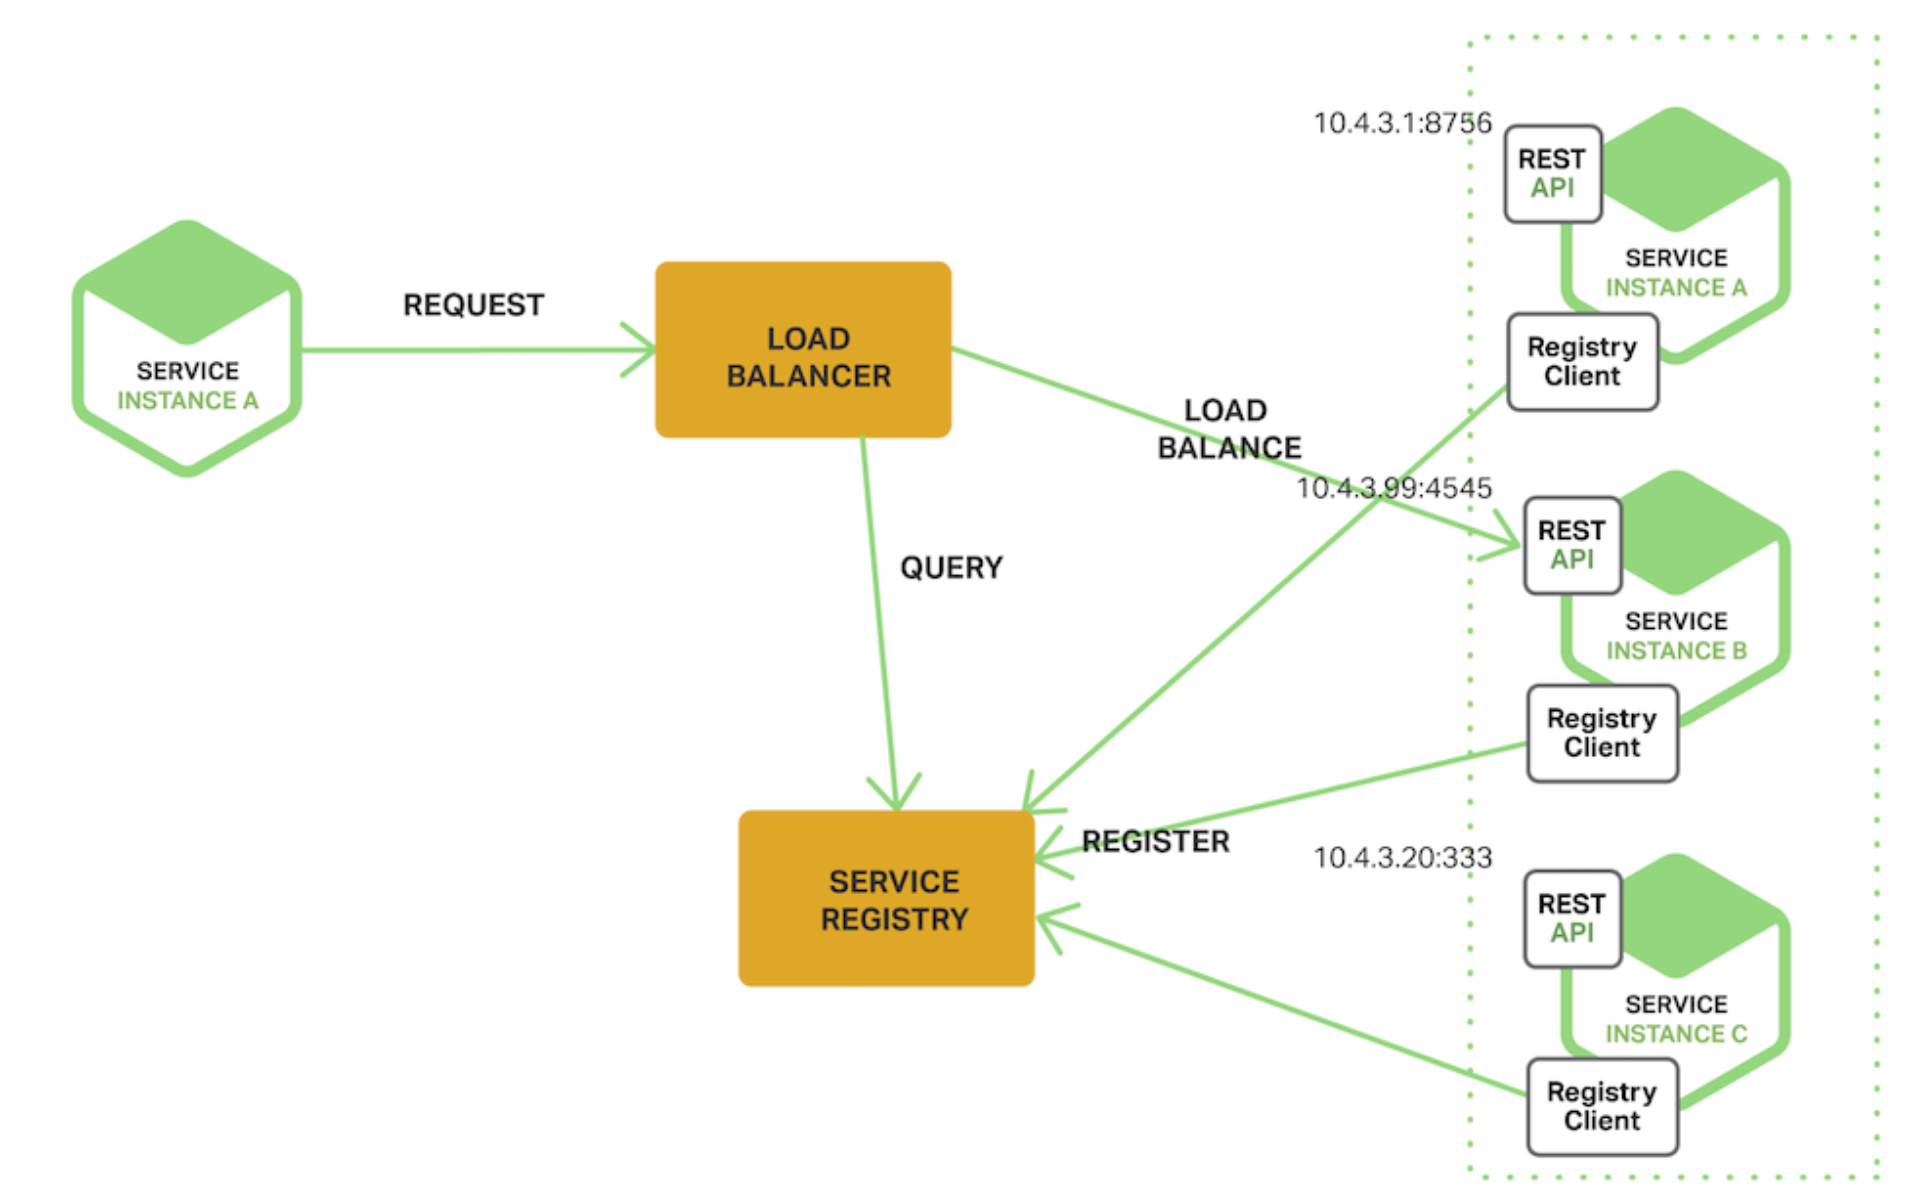 SERVICE
INSTANCE A
REQUEST
LOAD
BALANCER
QUERY
SERVICE
REGISTRY
LOAD
BALANCE
REGISTER
10.4.3.1:8756
REST
API
SERVICE
INSTANCE A
Registry
Client
10.4.3.99:4545
REST
API
SERVICE
INSTANCE B
Registry
Client
10.4.3.20:333
REST
API
SERVICE
INSTANCE C
Registry
Client